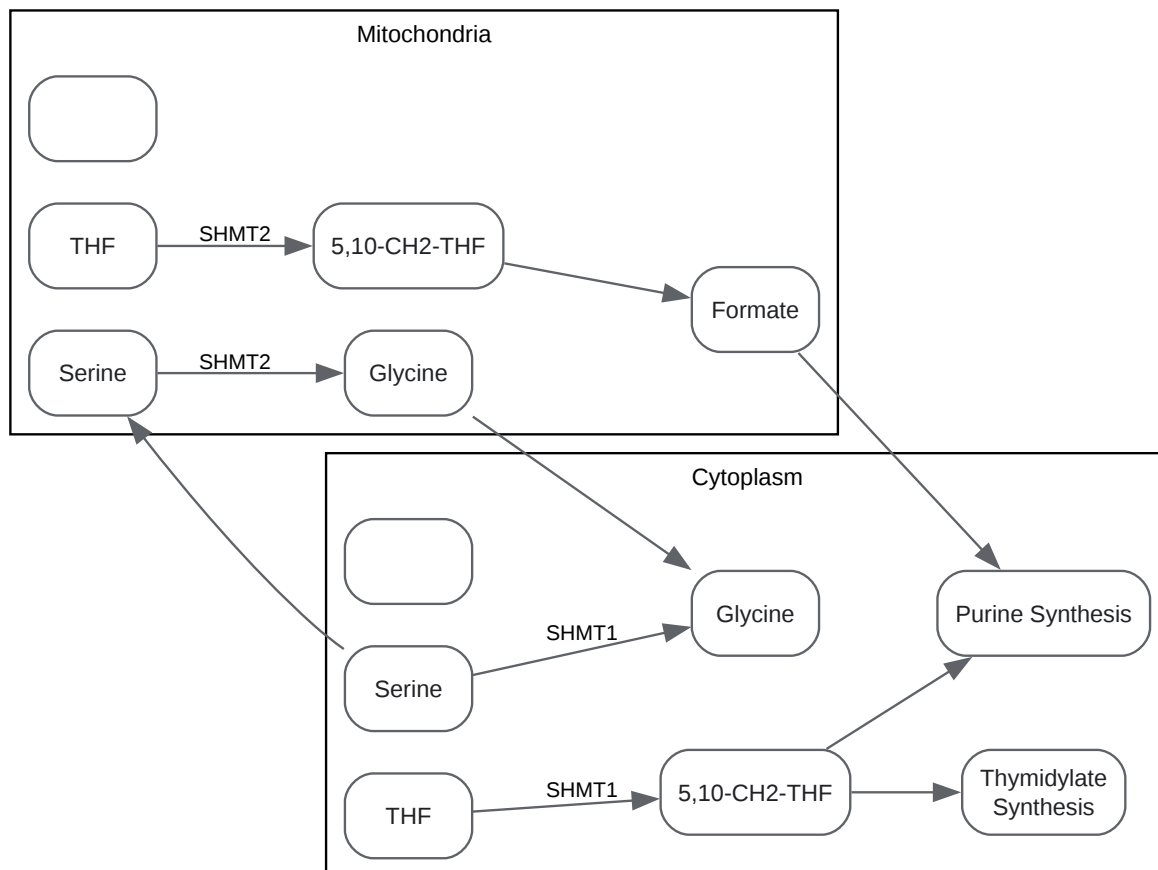 Mitochondria
THF
SHMT2
5,10-CH2-THF
Formate
Serine
SHMT2
Glycine
Cytoplasm
Glycine
Purine Synthesis
SHMT1
Serine
THF
SHMT1
5,10-CH2-THF
Thymidylate
Synthesis